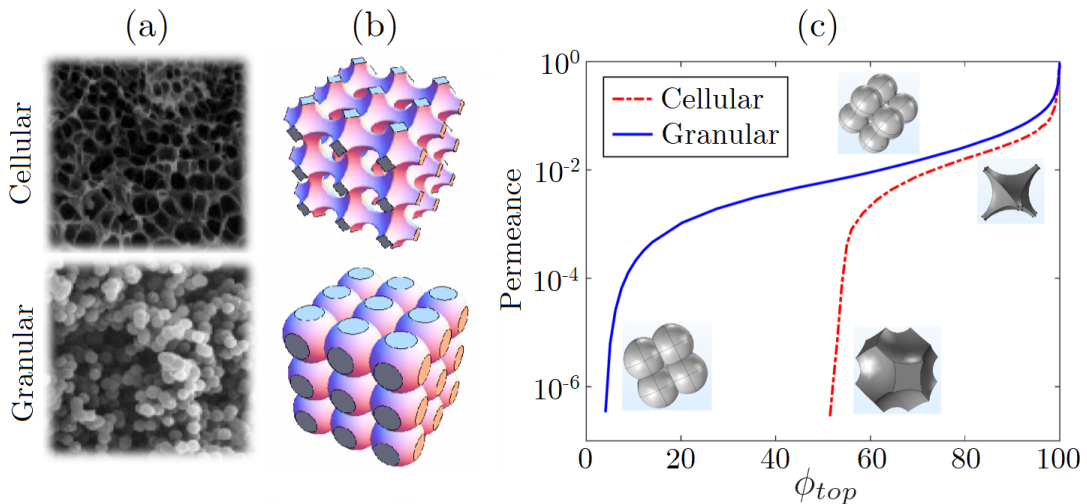 (a)
(b)
(c)
Cellular
Granular
Permeance
10^0
10^-2
10^-4
10^-6
Cellular
Granular
0
20
40
60
80
100
ϕ_top